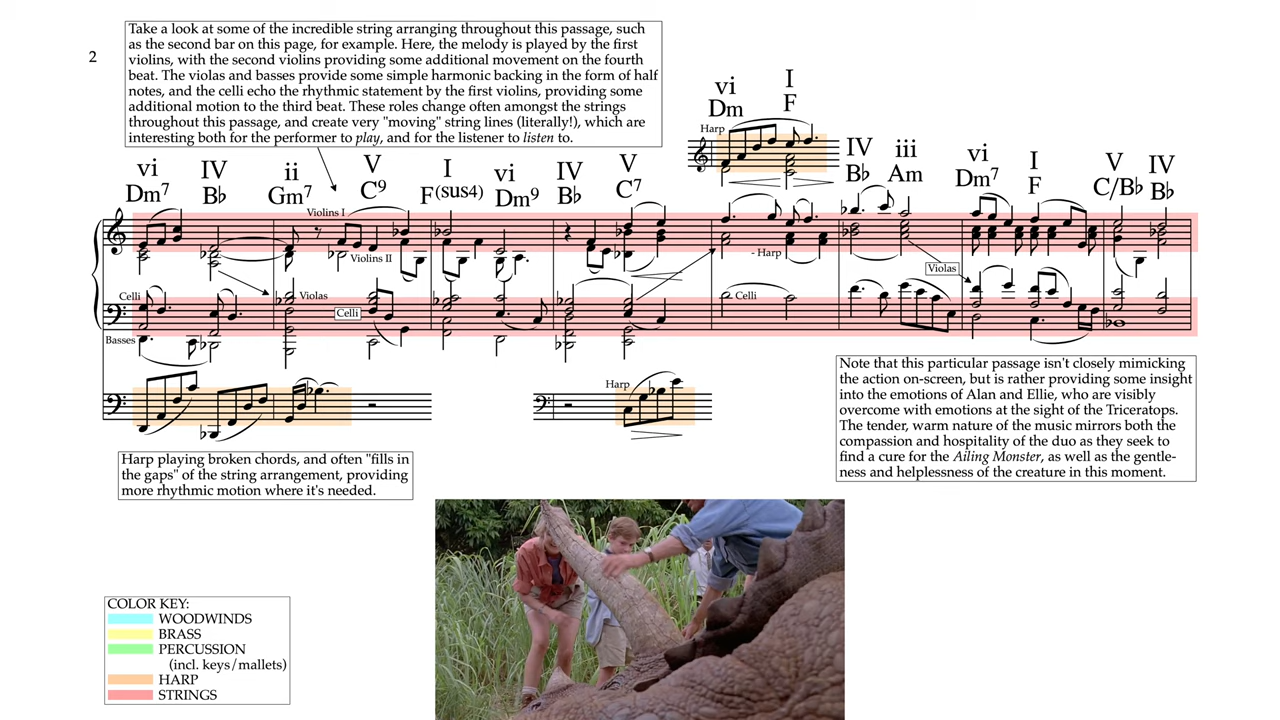 2
Take a look at some of the incredible string arranging throughout this passage, such
as the second bar on this page, for example. Here, the melody is played by the first
violins, with the second violins providing some additional movement on the fourth
beat. The violas and basses provide some simple harmonic backing in the form of half
notes, and the celli echo the rhythmic statement by the first violins, providing some
additional motion to the third beat. These roles change often amongst the strings
throughout this passage, and create very "moving" string lines (literally!), which are
interesting both for the performer to play, and for the listener to listen to.
vi I
Dm F
Harp
vi IV ii V I vi IV V IV iii vi I V IV
Dm7 B♭ Gm7 C9 F(sus4) Dm9 B♭ C7 B♭ Am Dm7 F C/B♭ B♭
Violins I
Violins II
- Harp
Violas
Celli
Violas
Celli
Celli
Basses
Harp
Note that this particular passage isn't closely mimicking
the action on-screen, but is rather providing some insight
into the emotions of Alan and Ellie, who are visibly
overcome with emotions at the sight of the Triceratops.
The tender, warm nature of the music mirrors both the
compassion and hospitality of the duo as they seek to
find a cure for the Ailing Monster, as well as the gentle-
ness and helplessness of the creature in this moment.
Harp playing broken chords, and often "fills in
the gaps" of the string arrangement, providing
more rhythmic motion where it's needed.
COLOR KEY:
WOODWINDS
BRASS
PERCUSSION
(incl. keys/mallets)
HARP
STRINGS